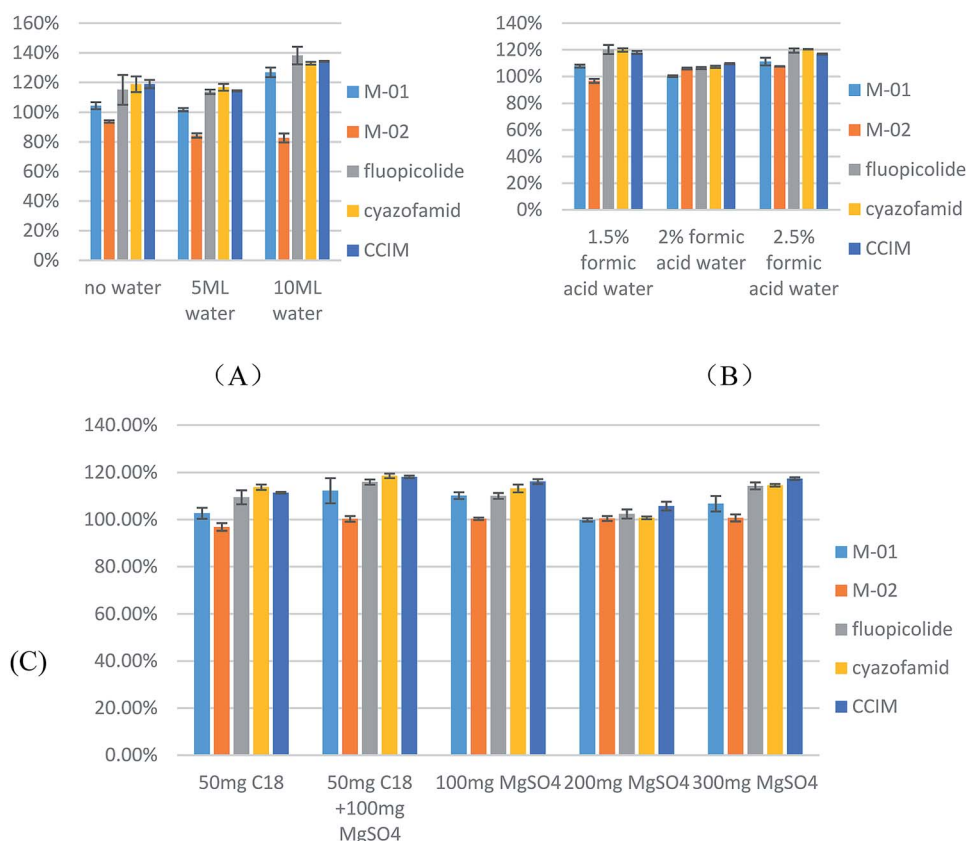 160%
140%
120%
100%
80%
60%
40%
20%
0%
no water
5ML
water
10ML
water
M-01
M-02
fluopicolide
cyazofamid
CCIM
(A)
140%
120%
100%
80%
60%
40%
20%
0%
1.5%
formic
acid water
2% formic
acid water
2.5%
formic
acid water
M-01
M-02
fluopicolide
cyazofamid
CCIM
(B)
(C)
140.00%
120.00%
100.00%
80.00%
60.00%
40.00%
20.00%
0.00%
50mg C18
50mg C18
+100mg
MgSO4
100mg MgSO4
200mg MgSO4
300mg MgSO4
M-01
M-02
fluopicolide
cyazofamid
CCIM